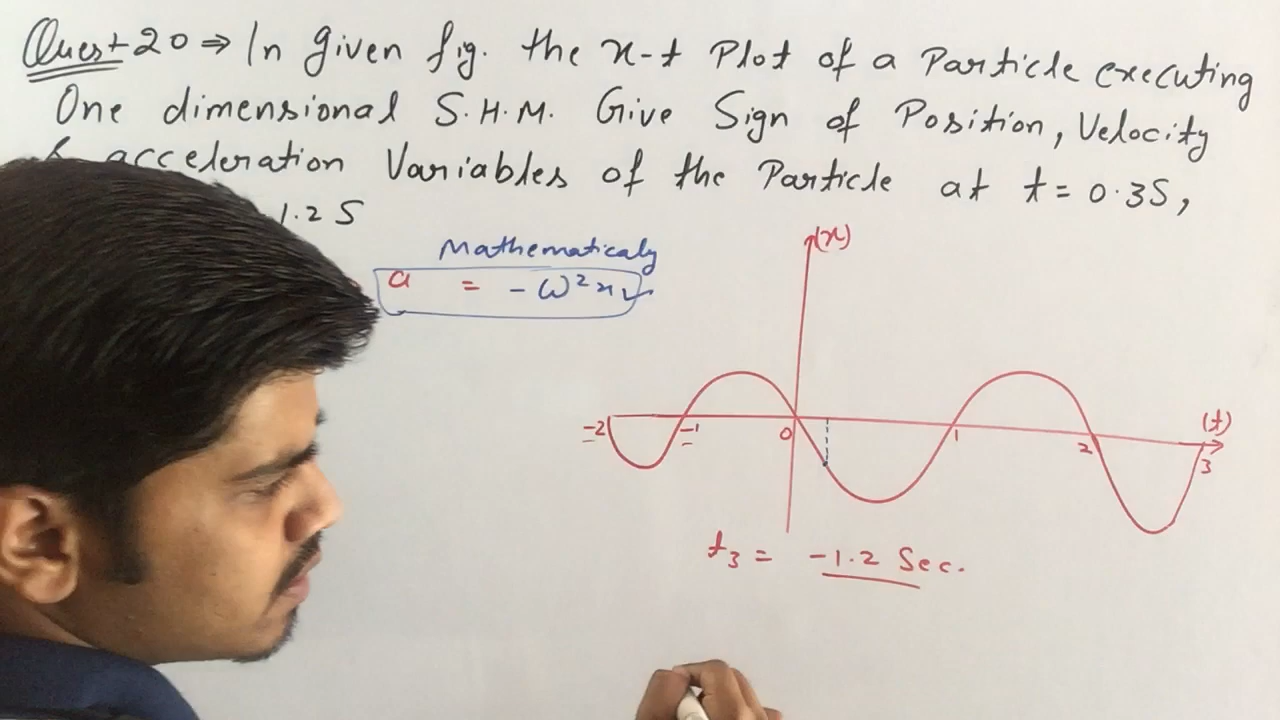 Quest 20 ⇒ In given fig. the x-t Plot of a Particle executing
One dimensional S.H.M. Give Sign of Position, Velocity
& acceleration Variables of the Particle at t = 0.3S,
1.2 S
Mathematicaly
a = - ω²x
(x)
(t)
-2 -1 0 1 2 3
t₃ = -1.2 Sec.